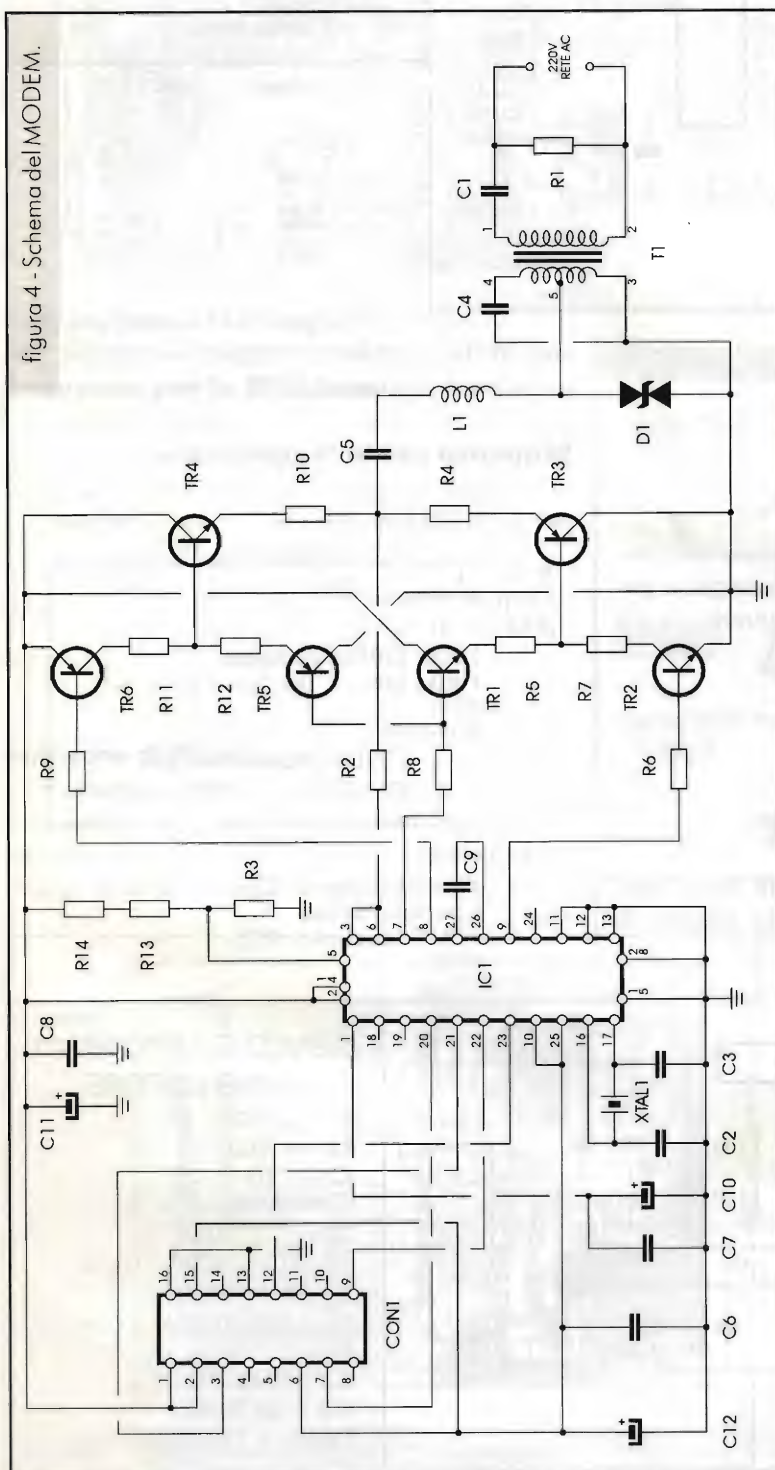 figura 4 - Schema del MODEM.
220V
RETE AC
R1
C1
1
2
T1
4
5
3
C4
D1
L1
C5
TR4
R10
R4
TR3
TR6
R11
R12
TR5
TR1
R5
R7
TR2
R9
R2
R8
R6
R14
R13
R3
C9
C8
C11
+
IC1
3
6
7
8
27
26
9
24
11
12
13
5
1
4
2
2
8
1
5
1
18
19
20
21
22
23
10
25
16
17
CON1
16
15
14
13
12
11
10
9
1
2
3
4
5
6
7
8
XTAL1
C3
C2
C10
+
C7
C6
C12
+